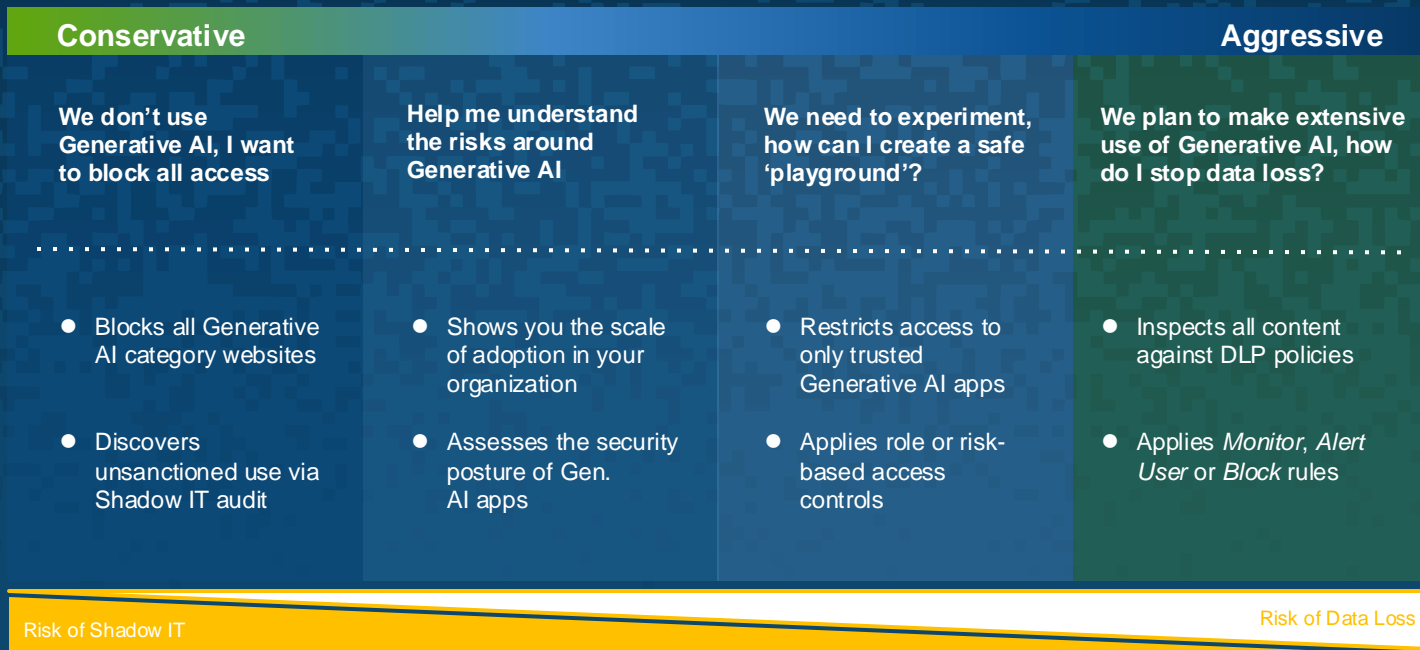 Conservative
Aggressive
We don’t use
Generative AI, I want
to block all access
Help me understand
the risks around
Generative AI
We need to experiment,
how can I create a safe
‘playground’?
We plan to make extensive
use of Generative AI, how
do I stop data loss?
● Blocks all Generative
AI category websites
● Discovers
unsanctioned use via
Shadow IT audit
● Shows you the scale
of adoption in your
organization
● Assesses the security
posture of Gen.
AI apps
● Restricts access to
only trusted
Generative AI apps
● Applies role or risk-
based access
controls
● Inspects all content
against DLP policies
● Applies Monitor, Alert
User or Block rules
Risk of Shadow IT
Risk of Data Loss